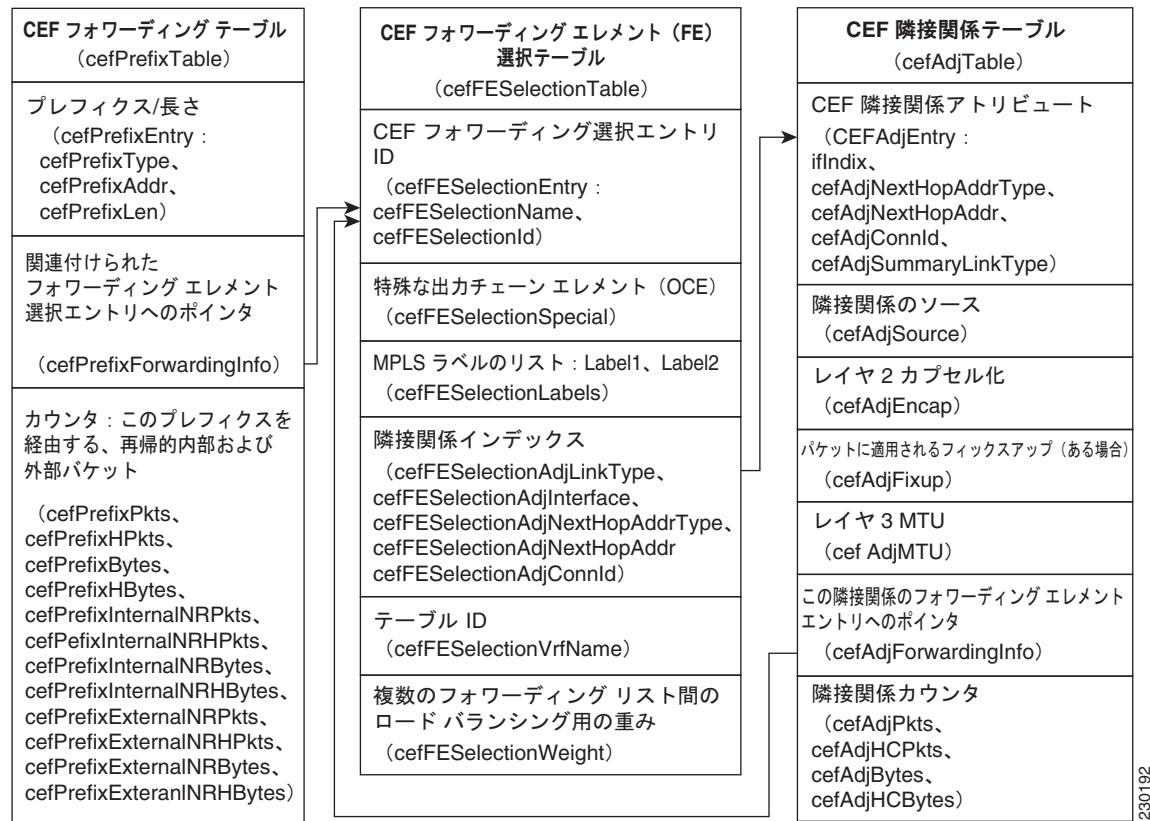 CEF フォワーディング テーブル
（cefPrefixTable）
プレフィクス/長さ
（cefPrefixEntry：
cefPrefixType、
cefPrefixAddr、
cefPrefixLen）
関連付けられた
フォワーディング エレメント
選択エントリへのポインタ
（cefPrefixForwardingInfo）
カウンタ：このプレフィクスを
経由する、再帰的内部および
外部パケット
（cefPrefixPkts、
cefPrefixHPkts、
cefPrefixBytes、
cefPrefixHBytes、
cefPrefixInternalNRPkts、
cefPefixInternalNRHPkts、
cefPrefixInternalNRBytes、
cefPrefixInternalNRHBytes、
cefPrefixExternalNRPkts、
cefPrefixExternalNRHPkts、
cefPrefixExternalNRBytes、
cefPrefixExteranlNRHBytes）
CEF フォワーディング エレメント（FE）
選択テーブル
（cefFESelectionTable）
CEF フォワーディング選択エントリ
ID
（cefFESelectionEntry：
cefFESelectionName、
cefFESelectionId）
特殊な出力チェーン エレメント（OCE）
（cefFESelectionSpecial）
MPLS ラベルのリスト：Label1、Label2
（cefFESelectionLabels）
隣接関係インデックス
（cefFESelectionAdjLinkType、
cefFESelectionAdjInterface、
cefFESelectionAdjNextHopAddrType、
cefFESelectionAdjNextHopAddr
cefFESelectionAdjConnId）
テーブル ID
（cefFESelectionVrfName）
複数のフォワーディング リスト間の
ロード バランシング用の重み
（cefFESelectionWeight）
CEF 隣接関係テーブル
（cefAdjTable）
CEF 隣接関係アトリビュート
（CEFAdjEntry：
ifIndix、
cefAdjNextHopAddrType、
cefAdjNextHopAddr、
cefAdjConnId、
cefAdjSummaryLinkType）
隣接関係のソース
（cefAdjSource）
レイヤ 2 カプセル化
（cefAdjEncap）
パケットに適用されるフィックスアップ（ある場合）
（cefAdjFixup）
レイヤ 3 MTU
（cef AdjMTU）
この隣接関係のフォワーディング エレメント
エントリへのポインタ
（cefAdjForwardingInfo）
隣接関係カウンタ
（cefAdjPkts、
cefAdjHCPkts、
cefAdjBytes、
cefAdjHCBytes）
230192